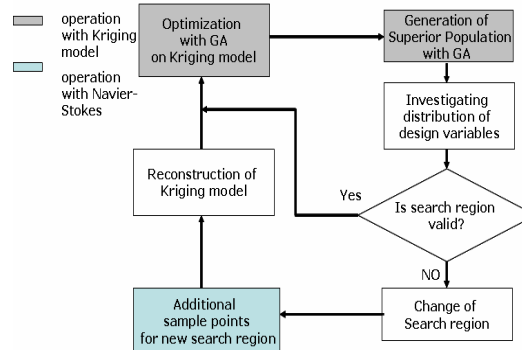 operation
with Kriging
model
operation
with Navier-
Stokes
Optimization
with GA
on Kriging model
Generation of
Superior Population
with GA
Investigating
distribution of
design variables
Is search region
valid?
Yes
NO
Change of
Search region
Additional
sample points
for new search region
Reconstruction of
Kriging model